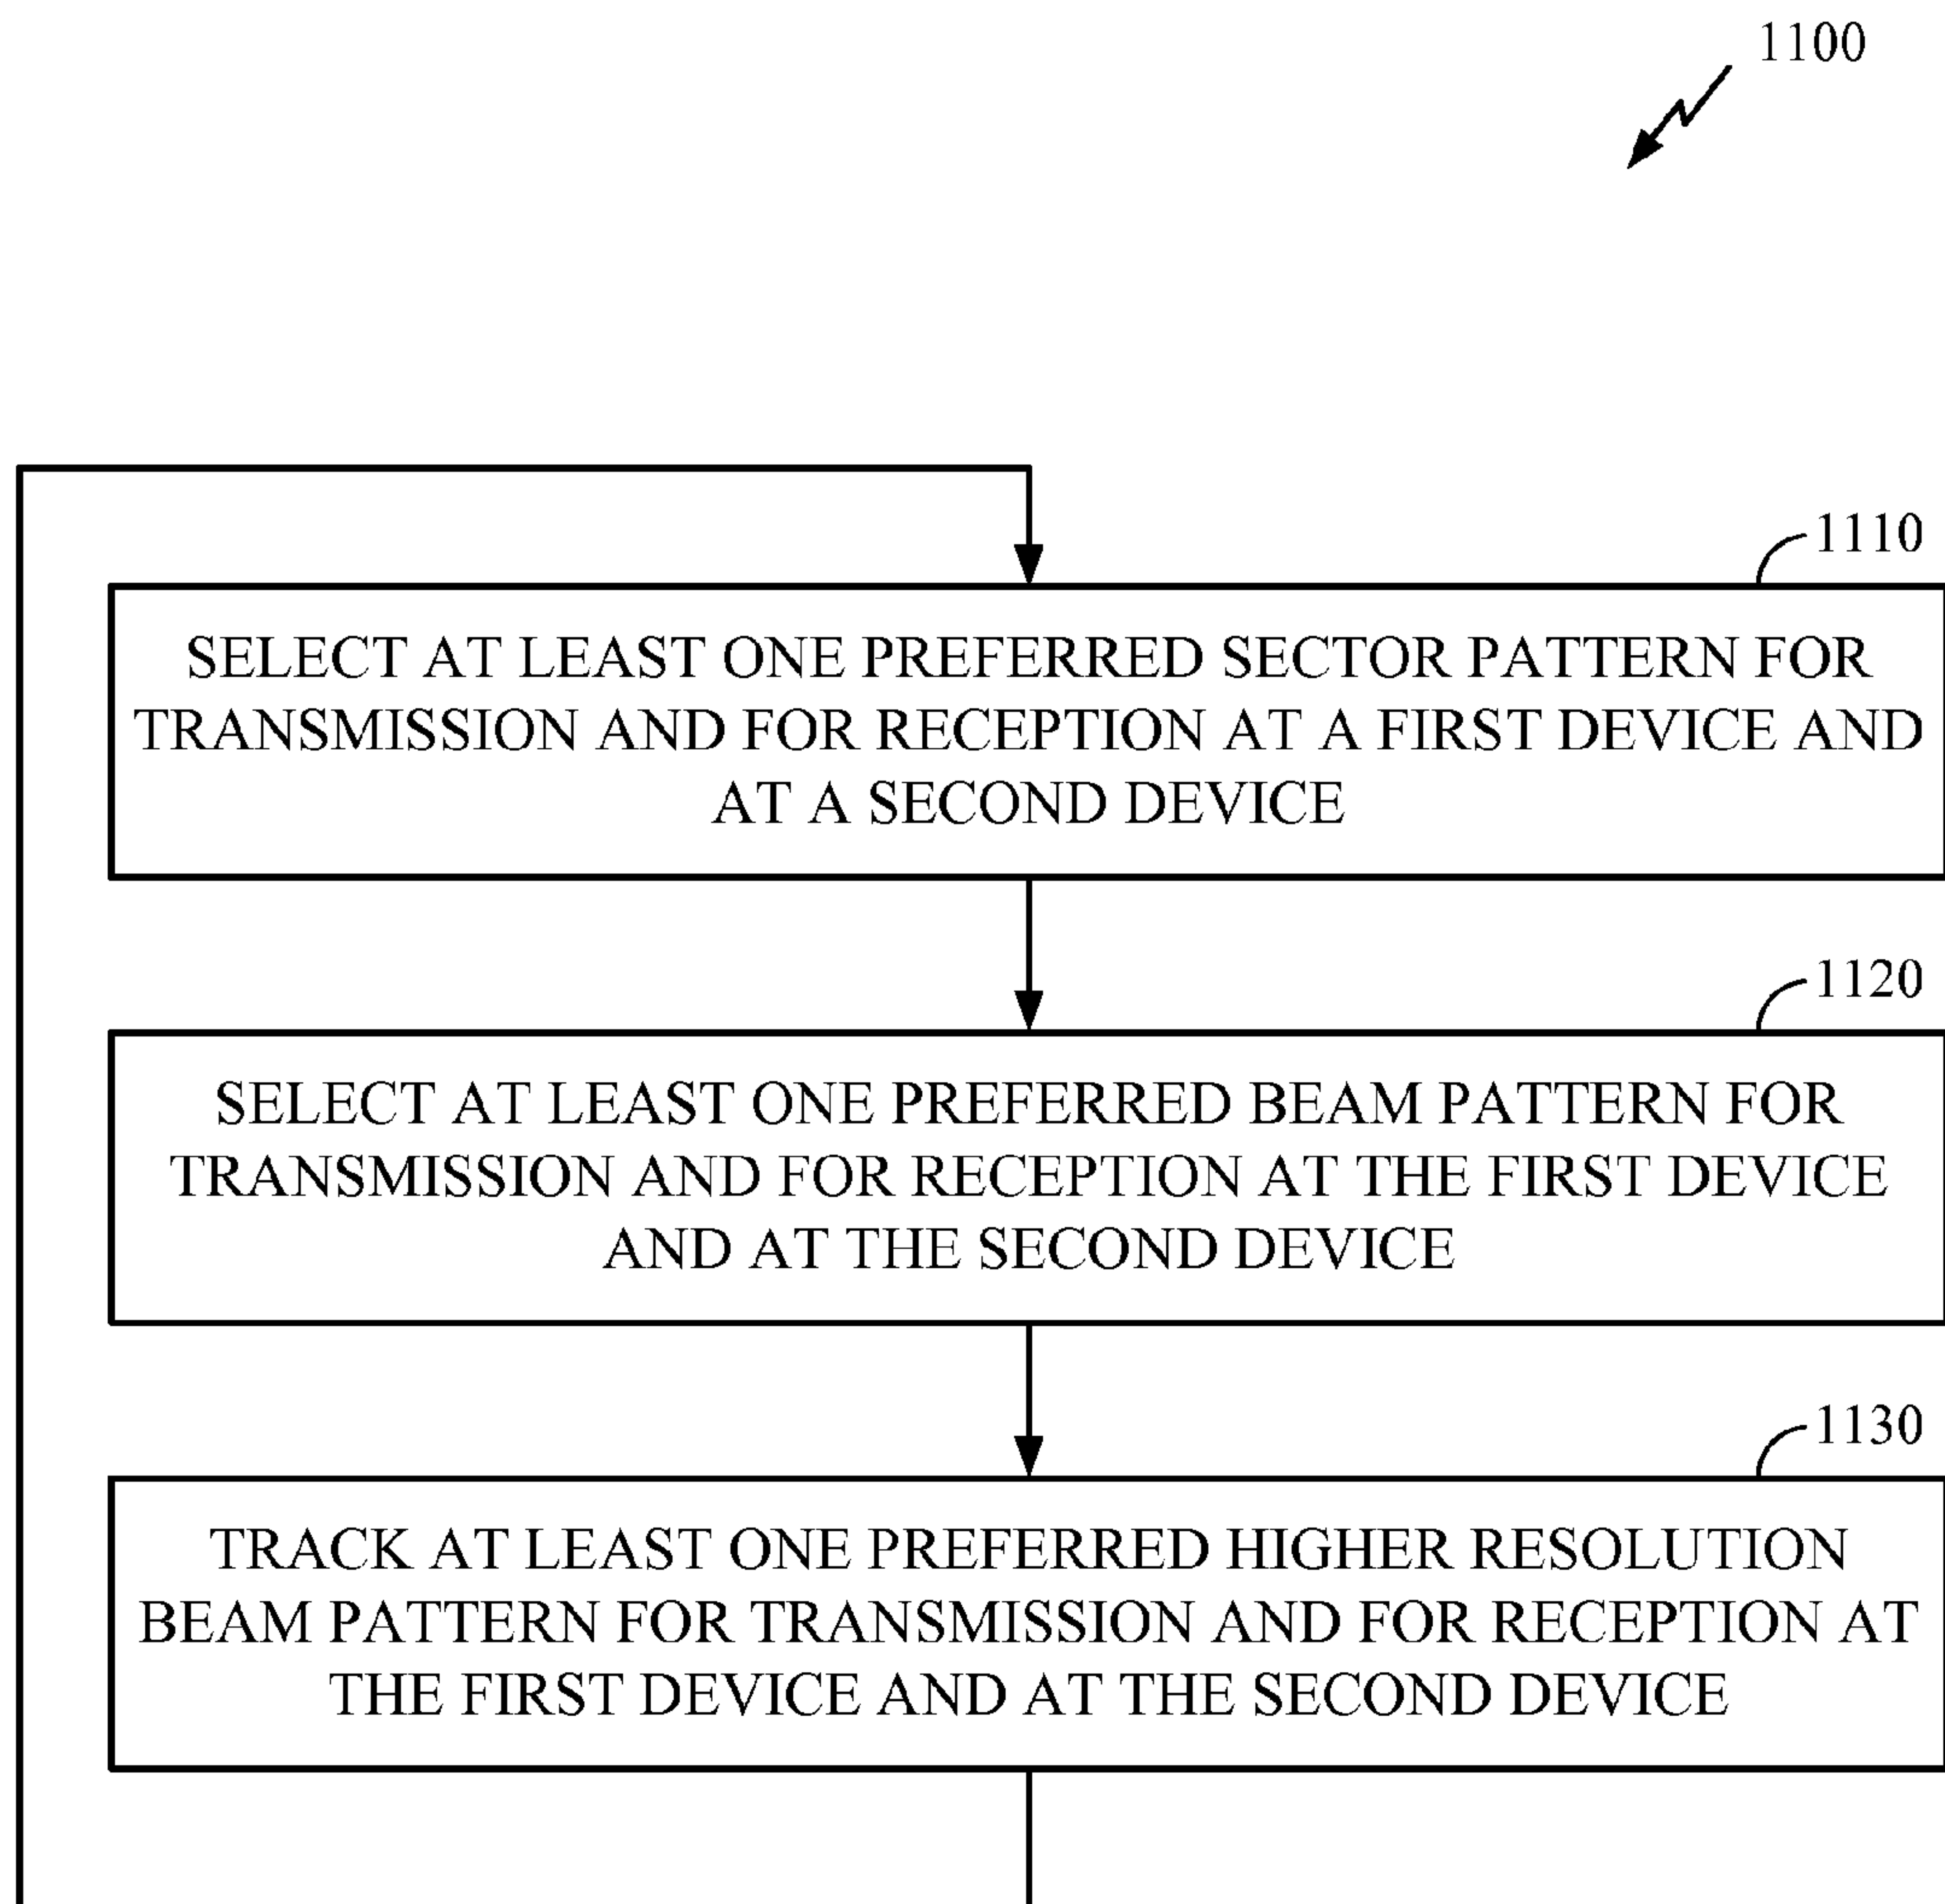 1100
1110
SELECT AT LEAST ONE PREFERRED SECTOR PATTERN FOR
TRANSMISSION AND FOR RECEPTION AT A FIRST DEVICE AND
AT A SECOND DEVICE
1120
SELECT AT LEAST ONE PREFERRED BEAM PATTERN FOR
TRANSMISSION AND FOR RECEPTION AT THE FIRST DEVICE
AND AT THE SECOND DEVICE
1130
TRACK AT LEAST ONE PREFERRED HIGHER RESOLUTION
BEAM PATTERN FOR TRANSMISSION AND FOR RECEPTION AT
THE FIRST DEVICE AND AT THE SECOND DEVICE